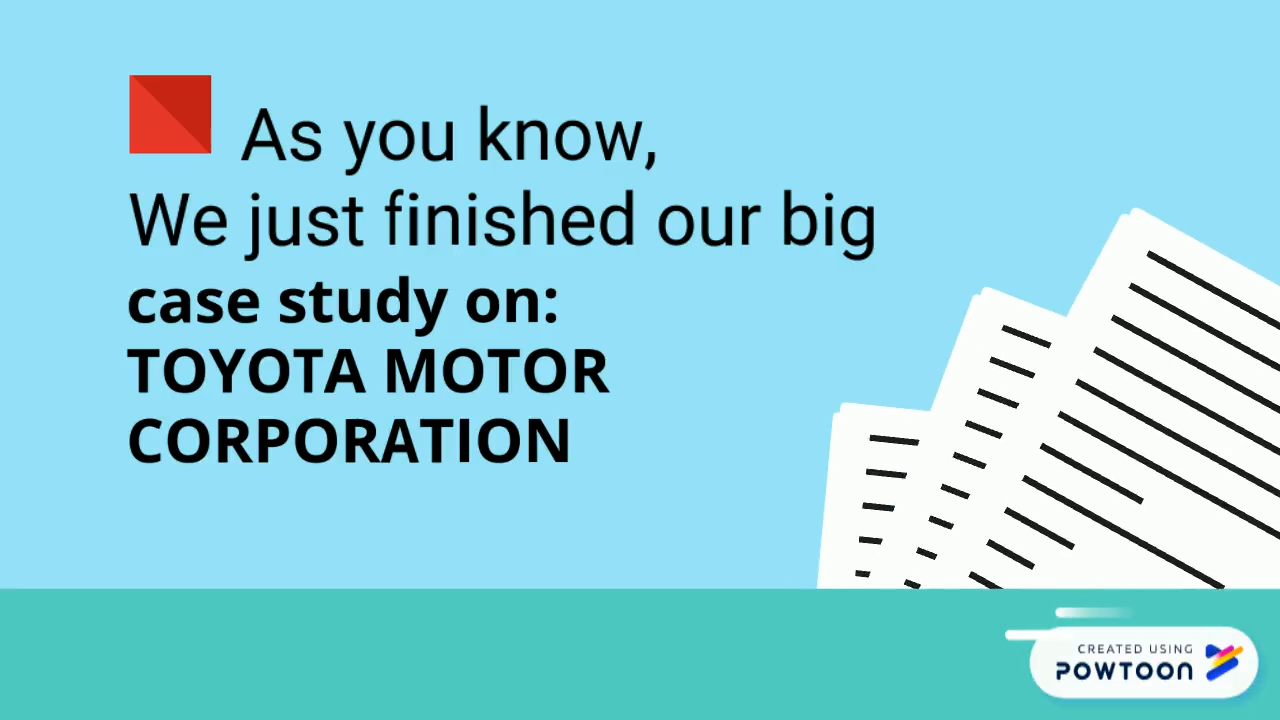 As you know,
We just finished our big
case study on:
TOYOTA MOTOR
CORPORATION
CREATED USING
POWTOON